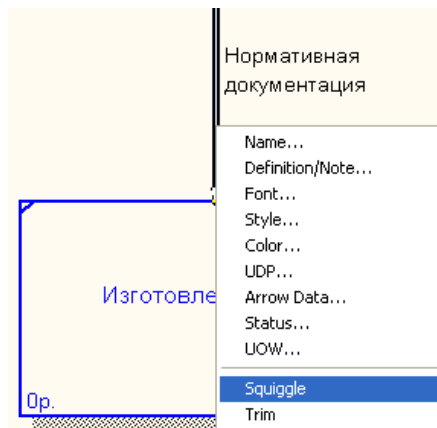 Нормативная
документация
Name...
Definition/Note...
Font...
Style...
Color...
UDP...
Arrow Data...
Status...
UOW...
Squiggle
Trim
Изготовле
0р.